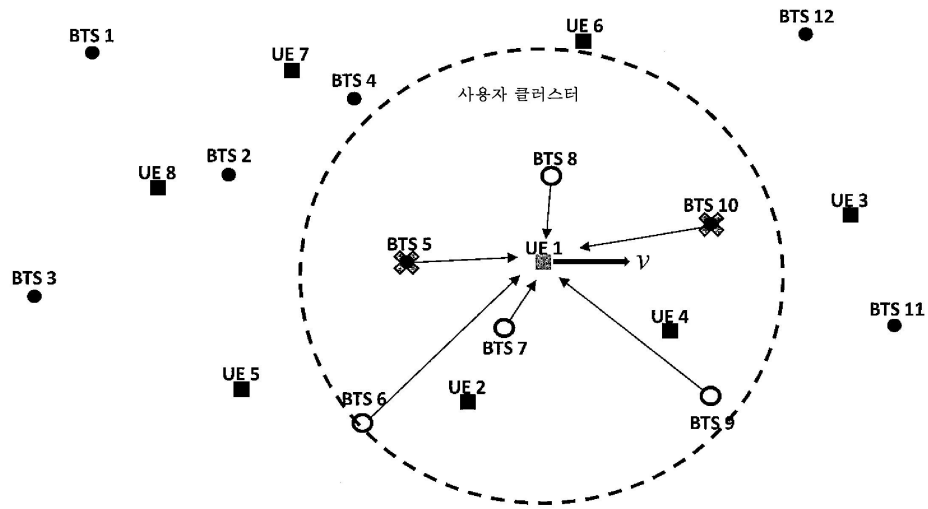 BTS 12
UE 6
BTS 1
UE 7
BTS 4
사용자 클러스터
BTS 8
BTS 2
UE 8
BTS 10
UE 3
BTS 5
UE 1
𝒱
BTS 3
BTS 11
UE 4
BTS 7
UE 5
UE 2
BTS 6
BTS 9